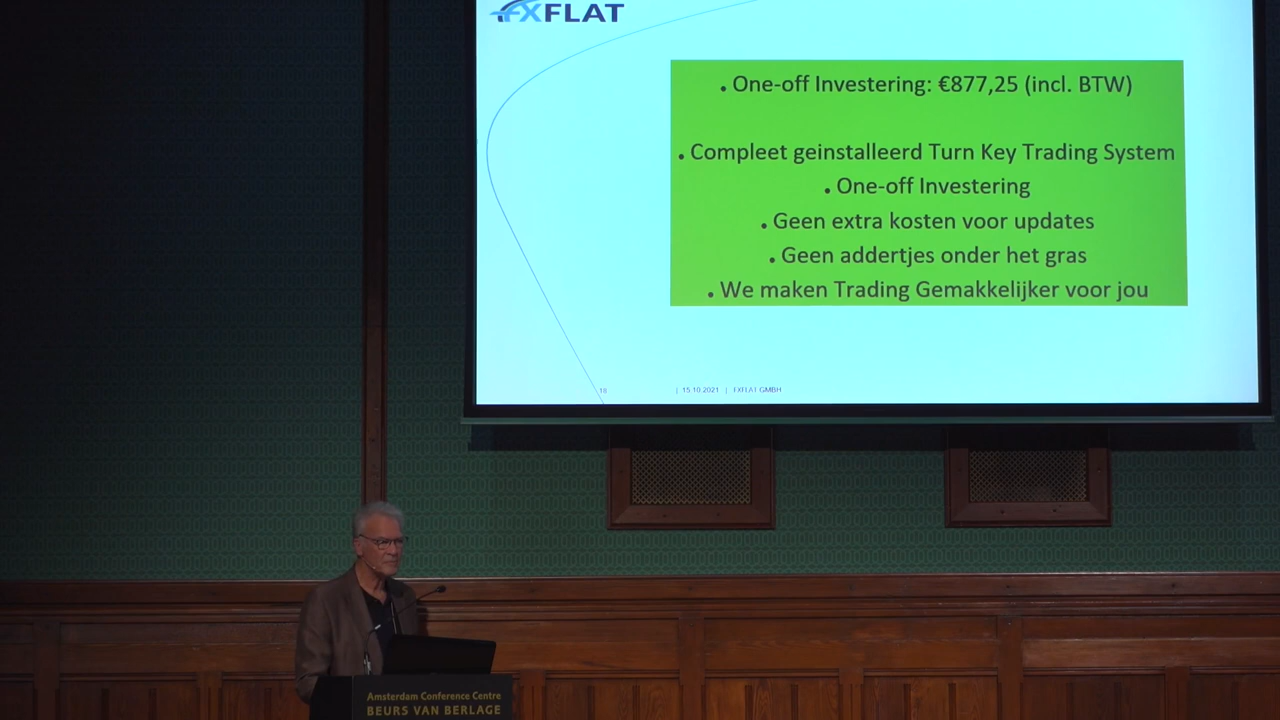 FXFLAT
• One-off Investering: €877,25 (incl. BTW)
• Compleet geinstalleerd Turn Key Trading System
• One-off Investering
• Geen extra kosten voor updates
• Geen addertjes onder het gras
• We maken Trading Gemakkelijker voor jou
18 | 15.10.2021 | FXFLAT GMBH
Amsterdam Conference Centre
BEURS VAN BERLAGE